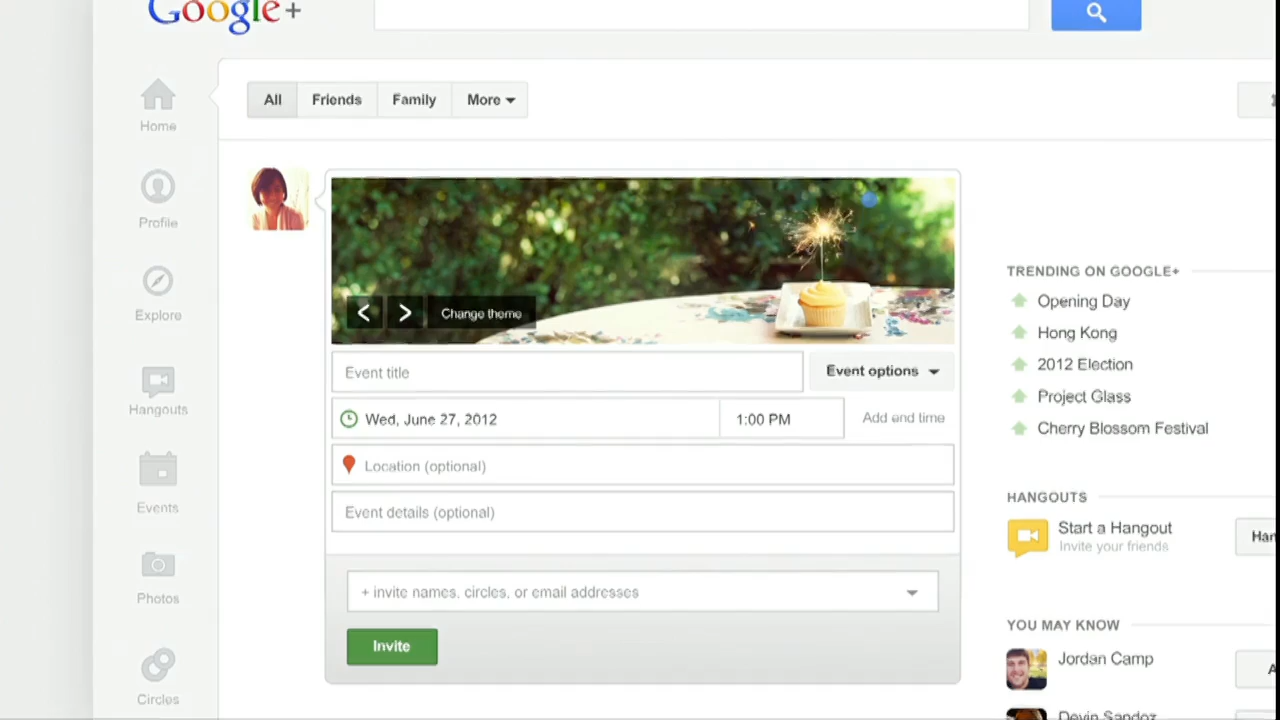 Google+
All Friends Family More
Home
Profile
Explore
Hangouts
Events
Photos
Circles
Change theme
Event title
Event options
Wed, June 27, 2012
1:00 PM
Add end time
Location (optional)
Event details (optional)
+ invite names, circles, or email addresses
Invite
TRENDING ON GOOGLE+
Opening Day
Hong Kong
2012 Election
Project Glass
Cherry Blossom Festival
HANGOUTS
Start a Hangout
Invite your friends
YOU MAY KNOW
Jordan Camp
Devin Sandoz